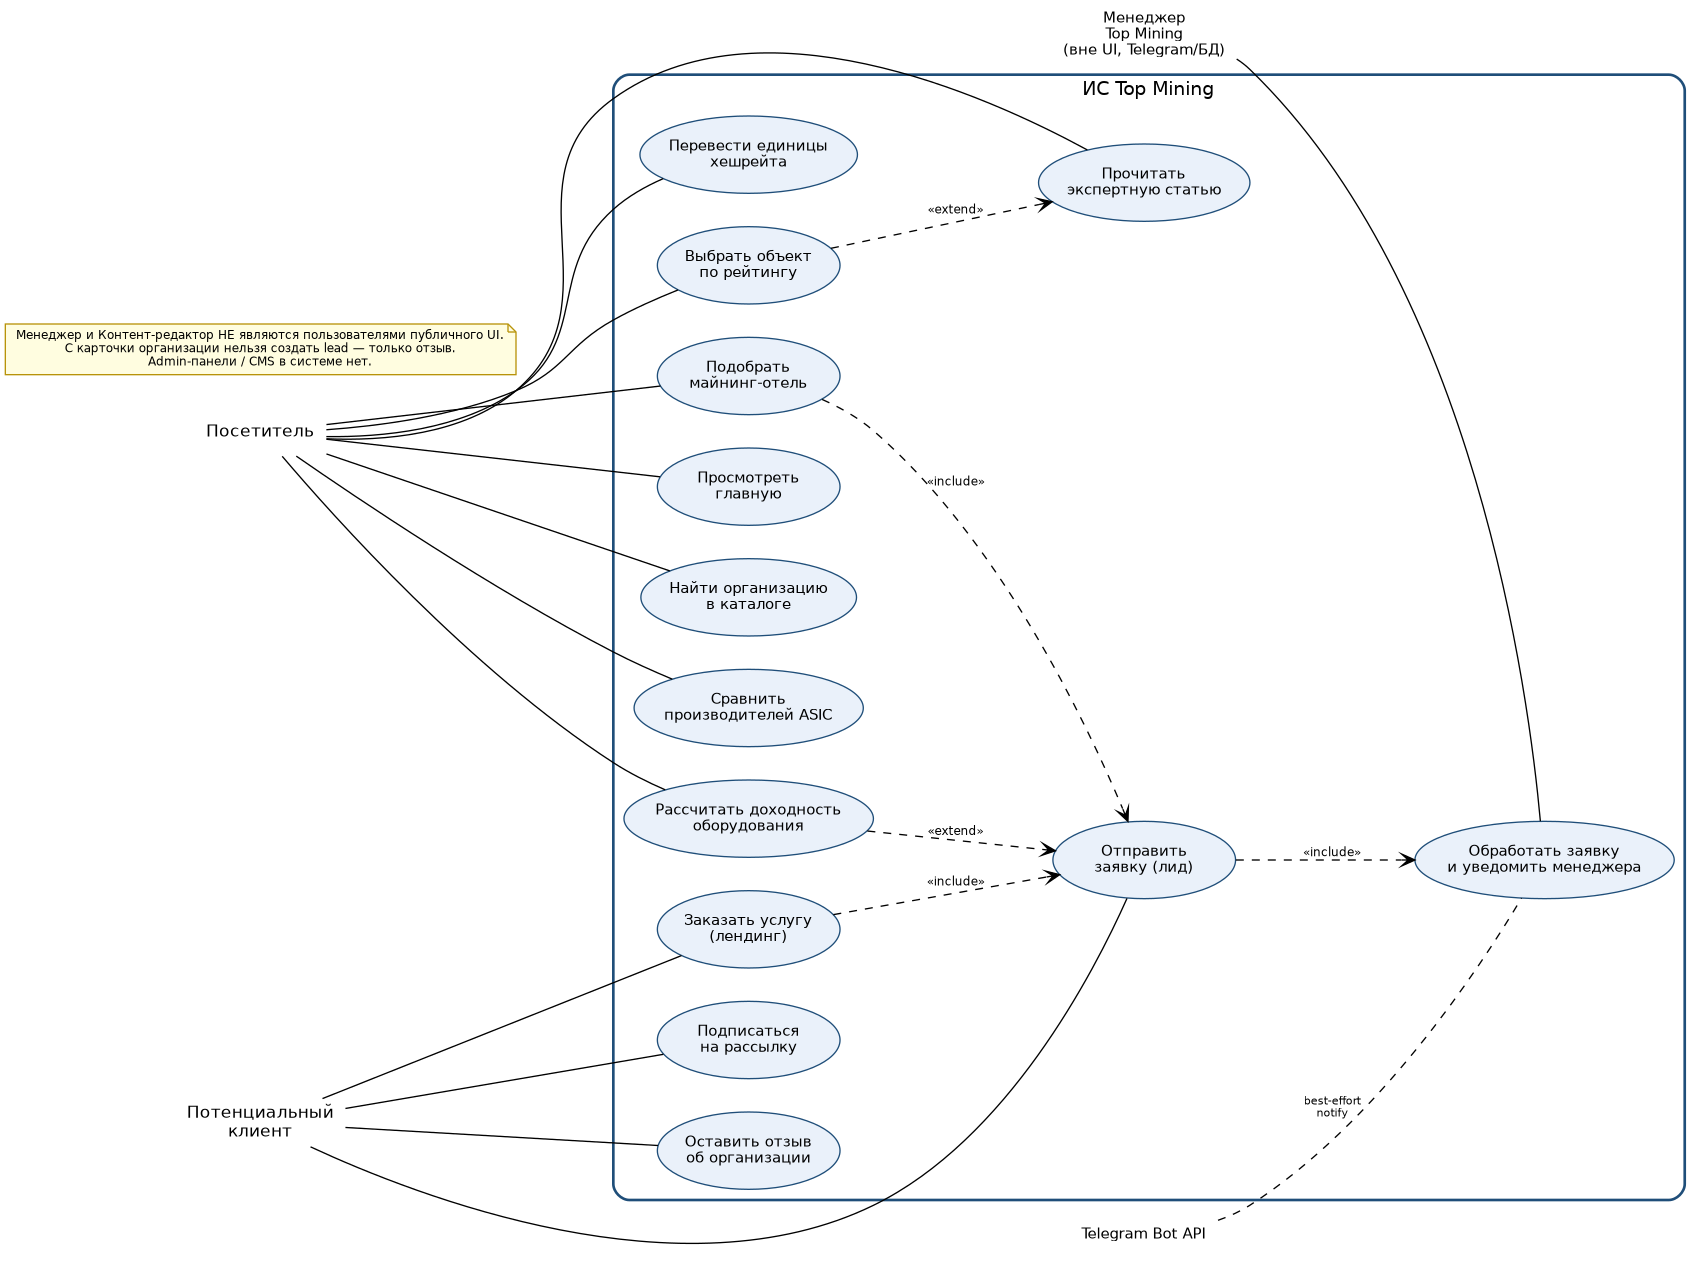 Менеджер
Top Mining
(вне UI, Telegram/БД)
ИС Top Mining
Перевести единицы
хешрейта
Прочитать
экспертную статью
«extend»
Выбрать объект
по рейтингу
Менеджер и Контент-редактор НЕ являются пользователями публичного UI.
С карточки организации нельзя создать lead — только отзыв.
Admin-панели / CMS в системе нет.
Подобрать
майнинг-отель
Посетитель
Просмотреть
главную
«include»
Найти организацию
в каталоге
Сравнить
производителей ASIC
Рассчитать доходность
оборудования
«extend»
Отправить
заявку (лид)
«include»
Обработать заявку
и уведомить менеджера
«include»
Заказать услугу
(лендинг)
Подписаться
на рассылку
Потенциальный
клиент
best-effort
notify
Оставить отзыв
об организации
Telegram Bot API